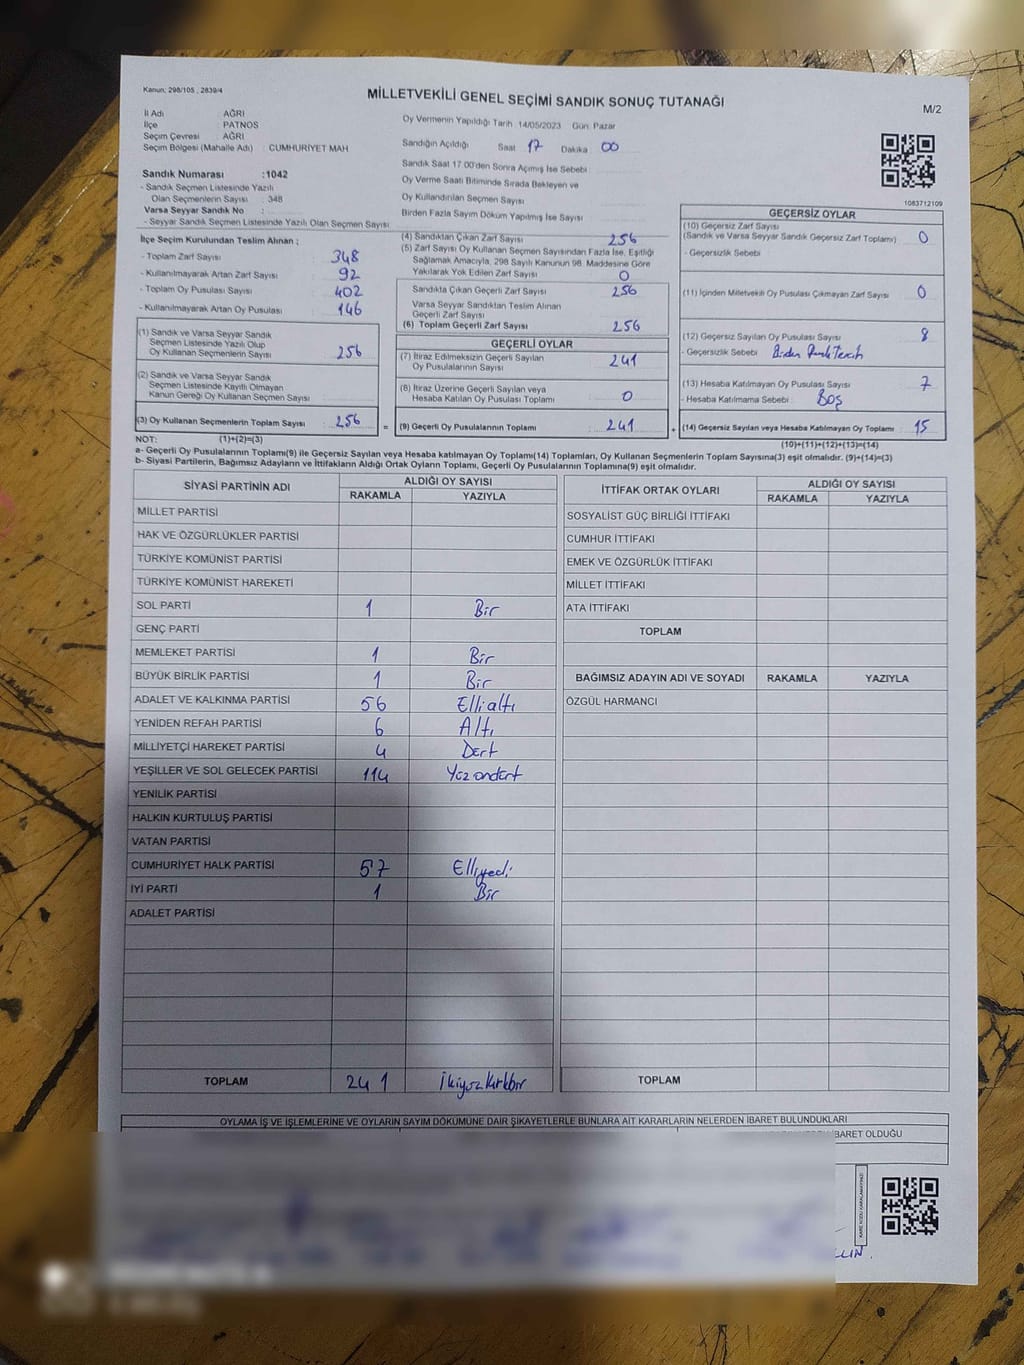 Kanun; 298/105 , 2839/4
MİLLETVEKİLİ GENEL SEÇİMİ SANDIK SONUÇ TUTANAĞI
M/2
İl Adı : AĞRI
İlçe : PATNOS
Seçim Çevresi : AĞRI
Seçim Bölgesi (Mahalle Adı) : CUMHURİYET MAH
Sandık Numarası :1042
- Sandık Seçmen Listesinde Yazılı
Olan Seçmenlerin Sayısı : 348
Varsa Seyyar Sandık No :
- Seyyar Sandık Seçmen Listesinde Yazılı Olan Seçmen Sayısı
Oy Vermenin Yapıldığı Tarih 14/05/2023 Gün: Pazar
Sandığın Açıldığı Saat 17 Dakika 00
Sandık Saat 17.00'den Sonra Açılmış İse Sebebi
Oy Verme Saati Bitiminde Sırada Bekleyen ve
Oy Kullandırılan Seçmen Sayısı
Birden Fazla Sayım Döküm Yapılmış İse Sayısı
1083712109
İlçe Seçim Kurulundan Teslim Alınan ;
- Toplam Zarf Sayısı : 348
- Kullanılmayarak Artan Zarf Sayısı : 92
- Toplam Oy Pusulası Sayısı : 402
- Kullanılmayarak Artan Oy Pusulası : 146
(1) Sandık ve Varsa Seyyar Sandık
Seçmen Listesinde Yazılı Olup
Oy Kullanan Seçmenlerin Sayısı : 256
(2) Sandık ve Varsa Seyyar Sandık
Seçmen Listesinde Kayıtlı Olmayan
Kanun Gereği Oy Kullanan Seçmen Sayısı
(3) Oy Kullanan Seçmenlerin Toplam Sayısı : 256 =
(4) Sandıktan Çıkan Zarf Sayısı : 256
(5) Zarf Sayısı Oy Kullanan Seçmen Sayısından Fazla İse, Eşitliği
Sağlamak Amacıyla, 298 Sayılı Kanunun 98. Maddesine Göre
Yakılarak Yok Edilen Zarf Sayısı : 0
Sandıkta Çıkan Geçerli Zarf Sayısı : 256
Varsa Seyyar Sandıktan Teslim Alınan
Geçerli Zarf Sayısı
(6) Toplam Geçerli Zarf Sayısı : 256
GEÇERLİ OYLAR
(7) İtiraz Edilmeksizin Geçerli Sayılan
Oy Pusulalarının Sayısı : 241
(8) İtiraz Üzerine Geçerli Sayılan veya
Hesaba Katılan Oy Pusulası Toplamı : 0
(9) Geçerli Oy Pusulalarının Toplamı : 241 +
GEÇERSİZ OYLAR
(10) Geçersiz Zarf Sayısı
(Sandık ve Varsa Seyyar Sandık Geçersiz Zarf Toplamı) : 0
- Geçersizlik Sebebi :
(11) İçinden Milletvekili Oy Pusulası Çıkmayan Zarf Sayısı : 0
(12) Geçersiz Sayılan Oy Pusulası Sayısı : 8
- Geçersizlik Sebebi : Birden
(13) Hesaba Katılmayan Oy Pusulası Sayısı : 7
- Hesaba Katılmama Sebebi : Boş
(14) Geçersiz Sayılan veya Hesaba Katılmayan Oy Toplamı : 15
NOT: (1)+(2)=(3)
(10)+(11)+(12)+(13)=(14)
a- Geçerli Oy Pusulalarının Toplamı(9) ile Geçersiz Sayılan veya Hesaba katılmayan Oy Toplamı(14) Toplamları, Oy Kullanan Seçmenlerin Toplam Sayısına(3) eşit olmalıdır. (9)+(14)=(3)
b- Siyasi Partilerin, Bağımsız Adayların ve İttifakların Aldığı Ortak Oyların Toplamı, Geçerli Oy Pusulalarının Toplamına(9) eşit olmalıdır.
SİYASİ PARTİNİN ADI ALDIĞI OY SAYISI
RAKAMLA YAZIYLA
MİLLET PARTİSİ
HAK VE ÖZGÜRLÜKLER PARTİSİ
TÜRKİYE KOMÜNİST PARTİSİ
TÜRKİYE KOMÜNİST HAREKETİ
SOL PARTİ 1 Bir
GENÇ PARTİ
MEMLEKET PARTİSİ 1 Bir
BÜYÜK BİRLİK PARTİSİ 1 Bir
ADALET VE KALKINMA PARTİSİ 56 Elli altı
YENİDEN REFAH PARTİSİ 6 Altı
MİLLİYETÇİ HAREKET PARTİSİ 4 Dört
YEŞİLLER VE SOL GELECEK PARTİSİ 114 Yüz ondört
YENİLİK PARTİSİ
HALKIN KURTULUŞ PARTİSİ
VATAN PARTİSİ
CUMHURİYET HALK PARTİSİ 57 Elliyedi
İYİ PARTİ 1 Bir
ADALET PARTİSİ
TOPLAM 241 İkiyüzkırkbir
İTTİFAK ORTAK OYLARI ALDIĞI OY SAYISI
RAKAMLA YAZIYLA
SOSYALİST GÜÇ BİRLİĞİ İTTİFAKI
CUMHUR İTTİFAKI
EMEK VE ÖZGÜRLÜK İTTİFAKI
MİLLET İTTİFAKI
ATA İTTİFAKI
TOPLAM
BAĞIMSIZ ADAYIN ADI VE SOYADI RAKAMLA YAZIYLA
ÖZGÜL HARMANCI
TOPLAM
OYLAMA İŞ VE İŞLEMLERİNE VE OYLARIN SAYIM DÖKÜMÜNE DAİR ŞİKAYETLERLE BUNLARA AİT KARARLARIN NELERDEN İBARET BULUNDUKLARI
İBARET OLDUĞU